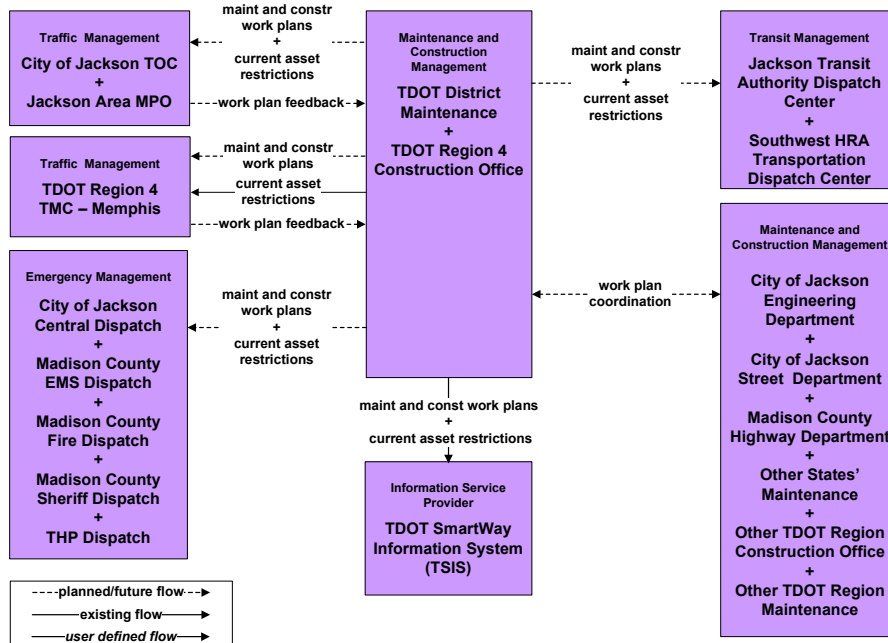 Traffic Management
City of Jackson TOC
+
Jackson Area MPO
maint and constr
work plans
+
current asset
restrictions
work plan feedback
Traffic Management
TDOT Region 4
TMC – Memphis
maint and constr
work plans
current asset
restrictions
work plan feedback
Emergency Management
City of Jackson
Central Dispatch
+
Madison County
EMS Dispatch
+
Madison County
Fire Dispatch
+
Madison County
Sheriff Dispatch
+
THP Dispatch
maint and constr
work plans
+
current asset
restrictions
Maintenance and
Construction
Management
TDOT District
Maintenance
+
TDOT Region 4
Construction Office
maint and const work plans
+
current asset restrictions
Information Service
Provider
TDOT SmartWay
Information System
(TSIS)
maint and constr
work plans
+
current asset
restrictions
Transit Management
Jackson Transit
Authority Dispatch
Center
+
Southwest HRA
Transportation
Dispatch Center
work plan
coordination
Maintenance and
Construction Management
City of Jackson
Engineering
Department
+
City of Jackson
Street Department
+
Madison County
Highway Department
+
Other States'
Maintenance
+
Other TDOT Region
Construction Office
+
Other TDOT Region
Maintenance
planned/future flow
existing flow
user defined flow